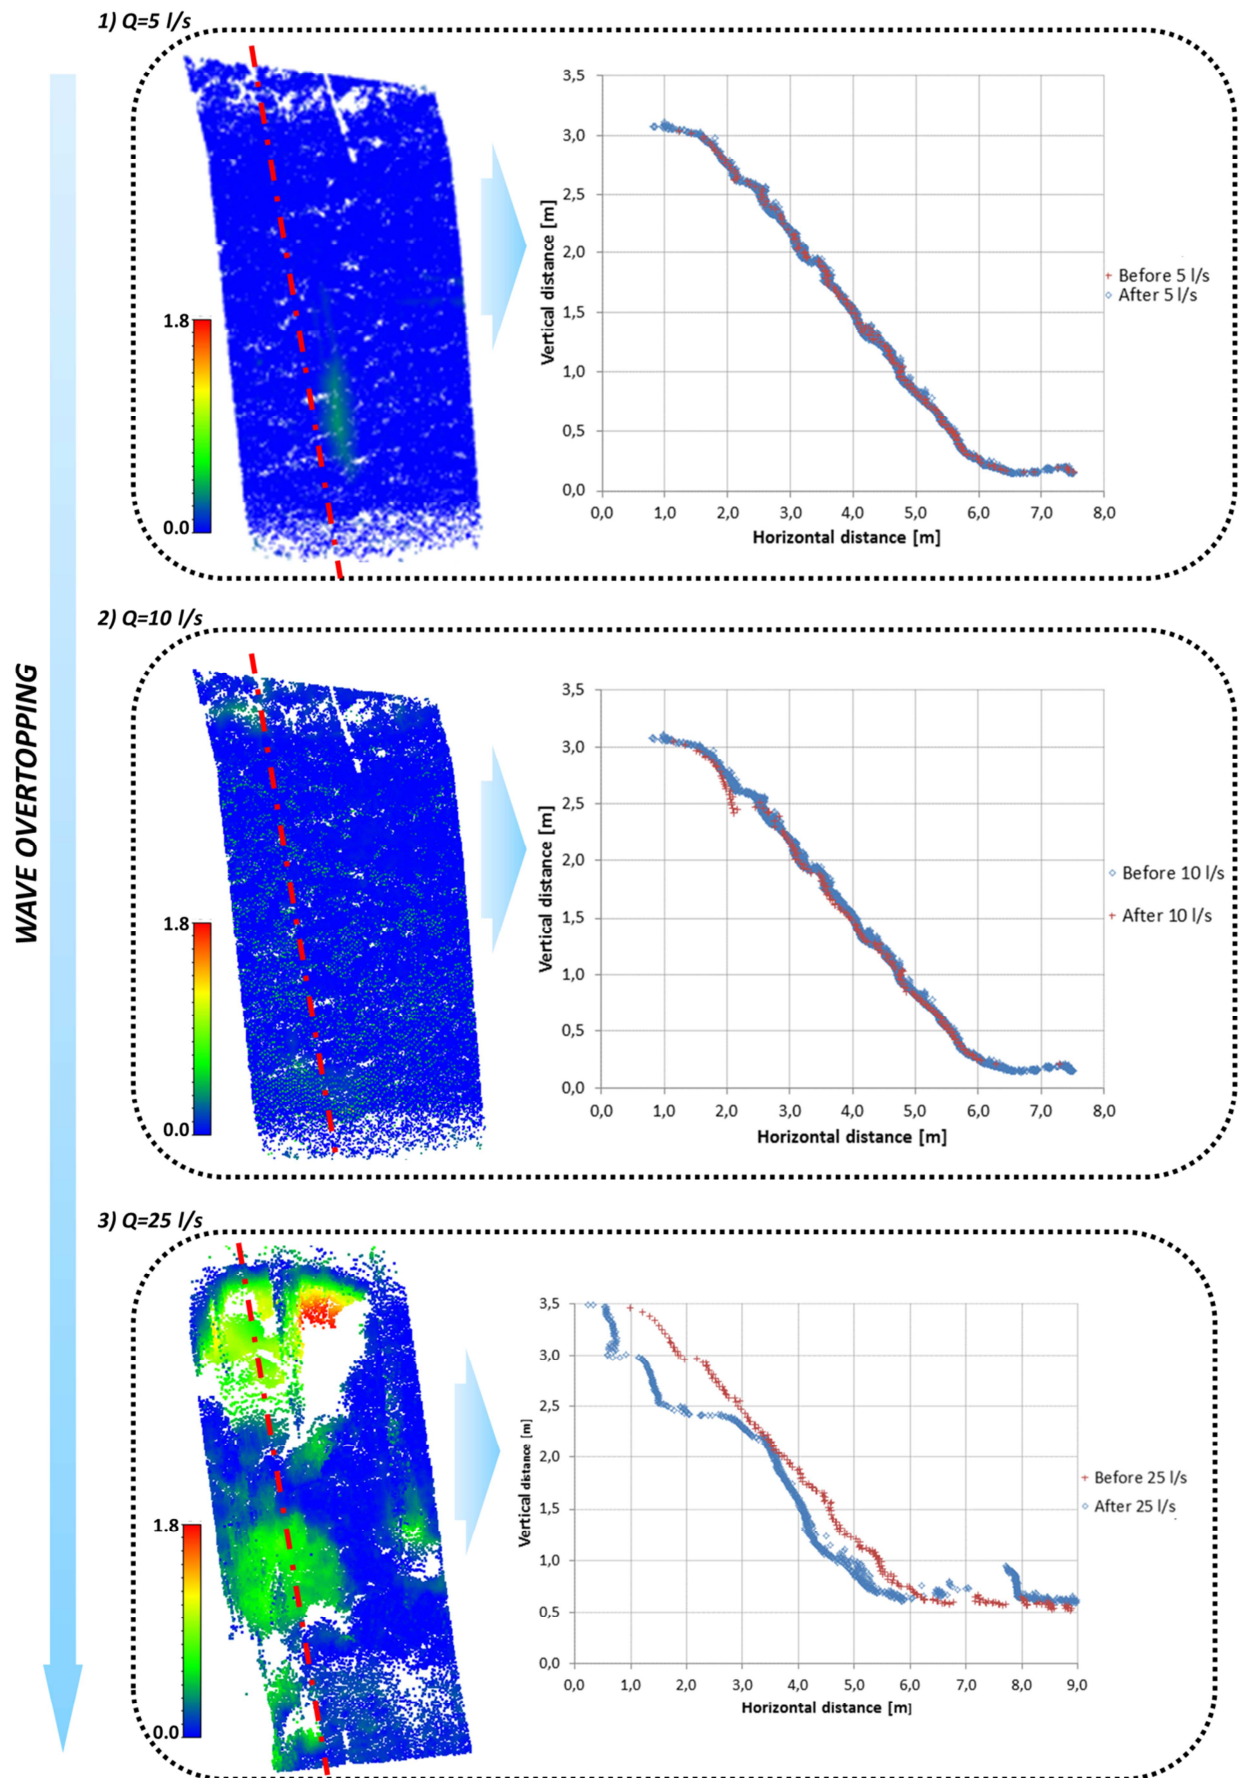 1) Q=5 l/s
1.8
0.0
3,5
3,0
2,5
2,0
1,5
1,0
0,5
0,0
Vertical distance [m]
0,0 1,0 2,0 3,0 4,0 5,0 6,0 7,0 8,0
Horizontal distance [m]
Before 5 l/s
After 5 l/s
WAVE OVERTOPPING
2) Q=10 l/s
1.8
0.0
3,5
3,0
2,5
2,0
1,5
1,0
0,5
0,0
Vertical distance [m]
0,0 1,0 2,0 3,0 4,0 5,0 6,0 7,0 8,0
Horizontal distance [m]
Before 10 l/s
After 10 l/s
3) Q=25 l/s
1.8
0.0
3,5
3,0
2,5
2,0
1,5
1,0
0,5
0,0
Vertical distance [m]
0,0 1,0 2,0 3,0 4,0 5,0 6,0 7,0 8,0 9,0
Horizontal distance [m]
Before 25 l/s
After 25 l/s